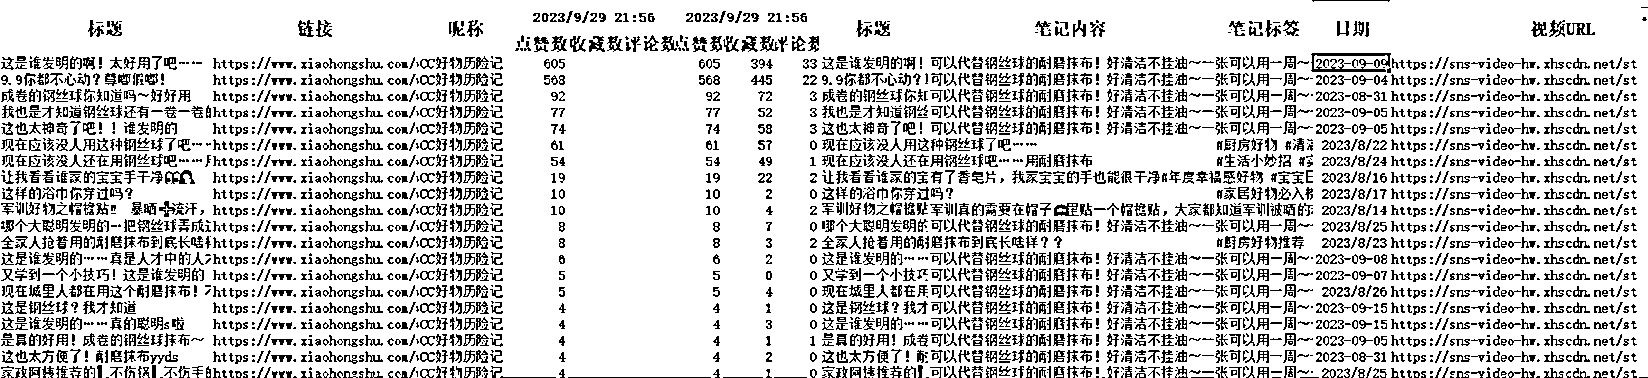 2023/9/29 21:56 2023/9/29 21:56
标题 链接 昵称 标题 笔记内容 笔记标签 日期 视频URL
点赞数收藏数评论数点赞数收藏数评论数
这是谁发明的啊！太好用了吧…… https://www.xiaohongshu.com/ CC好物历险记 605 605 394 33 这是谁发明的啊！可以代替钢丝球的耐磨抹布！好清洁不挂油～一张可以用一周～ 2023-09-09 https://sns-video-hw.xhscdn.net/st
9.9你都不心动？尊嘟假嘟！ https://www.xiaohongshu.com/ CC好物历险记 568 568 445 22 9.9你都不心动？可以代替钢丝球的耐磨抹布！好清洁不挂油～一张可以用一周～ 2023-09-04 https://sns-video-hw.xhscdn.net/st
成卷的钢丝球你知道吗～好好用 https://www.xiaohongshu.com/ CC好物历险记 92 92 72 3 成卷的钢丝球你知 可以代替钢丝球的耐磨抹布！好清洁不挂油～一张可以用一周～ 2023-08-31 https://sns-video-hw.xhscdn.net/st
我也是才知道钢丝球还有一卷一卷的 https://www.xiaohongshu.com/ CC好物历险记 77 77 52 3 我也是才知道钢丝 可以代替钢丝球的耐磨抹布！好清洁不挂油～一张可以用一周～ 2023-09-05 https://sns-video-hw.xhscdn.net/st
这也太神奇了吧！！谁发明的 https://www.xiaohongshu.com/ CC好物历险记 74 74 58 3 这也太神奇了吧！可以代替钢丝球的耐磨抹布！好清洁不挂油～一张可以用一周～ 2023-09-05 https://sns-video-hw.xhscdn.net/st
现在应该没人用这种钢丝球了吧… https://www.xiaohongshu.com/ CC好物历险记 61 61 57 0 现在应该没人用这种钢丝球了吧…… #厨房好物 #清洁 2023/8/22 https://sns-video-hw.xhscdn.net/st
现在应该没人还在用钢丝球吧…… https://www.xiaohongshu.com/ CC好物历险记 54 54 49 1 现在应该没人还在用钢丝球吧……用耐磨抹布 #生活小妙招 2023/8/24 https://sns-video-hw.xhscdn.net/st
让我看看谁家的宝宝手干净 https://www.xiaohongshu.com/ CC好物历险记 19 19 22 2 让我看看谁家的宝 有了香皂片，我家宝宝的手也能很干净 #年度幸福感好物 #宝宝 2023/8/16 https://sns-video-hw.xhscdn.net/st
这样的浴巾你穿过吗？ https://www.xiaohongshu.com/ CC好物历险记 10 10 2 0 这样的浴巾你穿过吗？ #家居好物必入 2023/8/17 https://sns-video-hw.xhscdn.net/st
军训好物之帽檐贴‼ 暴晒 流汗， https://www.xiaohongshu.com/ CC好物历险记 10 10 4 2 军训好物之帽檐贴 军训真的需要在帽子 里贴一个帽檐贴，大家都知道军训被晒的 2023/8/14 https://sns-video-hw.xhscdn.net/st
哪个大聪明发明的一把钢丝球弄成 https://www.xiaohongshu.com/ CC好物历险记 8 8 7 0 哪个大聪明发明的 可以代替钢丝球的耐磨抹布！好清洁不挂油～一张可以用一周～ 2023/8/25 https://sns-video-hw.xhscdn.net/st
全家人抢着用的耐磨抹布到底长啥样 https://www.xiaohongshu.com/ CC好物历险记 8 8 3 2 全家人抢着用的耐磨抹布到底长啥样？？ #厨房好物推荐 2023/8/23 https://sns-video-hw.xhscdn.net/st
这是谁发明的……真是人才中的人 https://www.xiaohongshu.com/ CC好物历险记 6 6 2 0 这是谁发明的…… 可以代替钢丝球的耐磨抹布！好清洁不挂油～一张可以用一周～ 2023-09-08 https://sns-video-hw.xhscdn.net/st
又学到一个小技巧！这是谁发明的 https://www.xiaohongshu.com/ CC好物历险记 5 5 0 0 又学到一个小技巧 可以代替钢丝球的耐磨抹布！好清洁不挂油～一张可以用一周～ 2023-09-07 https://sns-video-hw.xhscdn.net/st
现在城里人都在用这个耐磨抹布！ https://www.xiaohongshu.com/ CC好物历险记 5 5 4 0 现在城里人都在用 可以代替钢丝球的耐磨抹布！好清洁不挂油～一张可以用一周～ 2023/8/26 https://sns-video-hw.xhscdn.net/st
这是钢丝球？我才知道 https://www.xiaohongshu.com/ CC好物历险记 4 4 1 0 这是钢丝球？我才 可以代替钢丝球的耐磨抹布！好清洁不挂油～一张可以用一周～ 2023-09-15 https://sns-video-hw.xhscdn.net/st
这是谁发明的……真的聪明s啦 https://www.xiaohongshu.com/ CC好物历险记 4 4 3 0 这是谁发明的…… 可以代替钢丝球的耐磨抹布！好清洁不挂油～一张可以用一周～ 2023-09-15 https://sns-video-hw.xhscdn.net/st
是真的好用！成卷的钢丝球抹布～ https://www.xiaohongshu.com/ CC好物历险记 4 4 1 1 是真的好用！成卷 可以代替钢丝球的耐磨抹布！好清洁不挂油～一张可以用一周～ 2023-09-05 https://sns-video-hw.xhscdn.net/st
这也太方便了！耐磨抹布yyds https://www.xiaohongshu.com/ CC好物历险记 4 4 2 0 这也太方便了！耐 可以代替钢丝球的耐磨抹布！好清洁不挂油～一张可以用一周～ 2023-08-31 https://sns-video-hw.xhscdn.net/st
家政阿姨推荐的 不伤锅 不伤手的 https://www.xiaohongshu.com/ CC好物历险记 4 4 1 0 家政阿姨推荐的 可以代替钢丝球的耐磨抹布！好清洁不挂油～一张可以用一周～ 2023/8/25 https://sns-video-hw.xhscdn.net/st